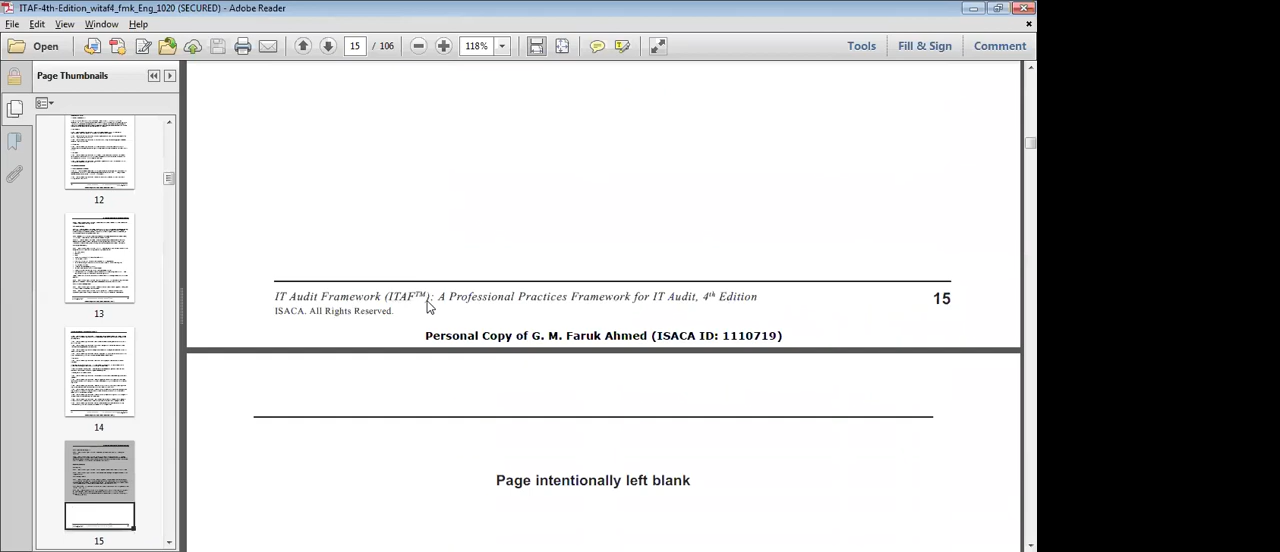 ITAF-4th-Edition_witaf4_fmk_Eng_1020 (SECURED) - Adobe Reader
File Edit View Window Help
Open 15 / 106 118% Tools Fill & Sign Comment
Page Thumbnails
12
13
14
15
IT Audit Framework (ITAF™): A Professional Practices Framework for IT Audit, 4th Edition 15
ISACA. All Rights Reserved.
Personal Copy of G. M. Faruk Ahmed (ISACA ID: 1110719)
Page intentionally left blank